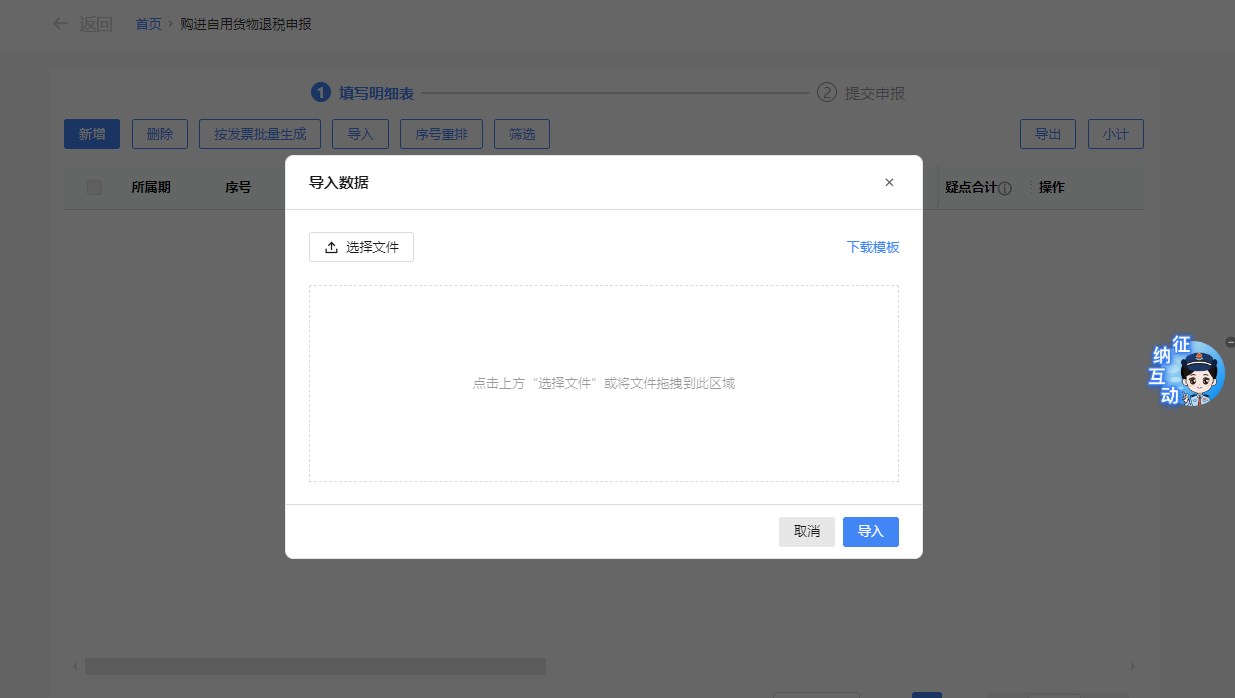 返回 首页 › 购进自用货物退税申报
1 填写明细表 2 提交申报
新增 删除 按发票批量生成 导入 序号重排 筛选 导出 小计
所属期 序号 疑点合计 操作
导入数据
选择文件 下载模板
点击上方“选择文件”或将文件拖拽到此区域
取消 导入
征纳互动